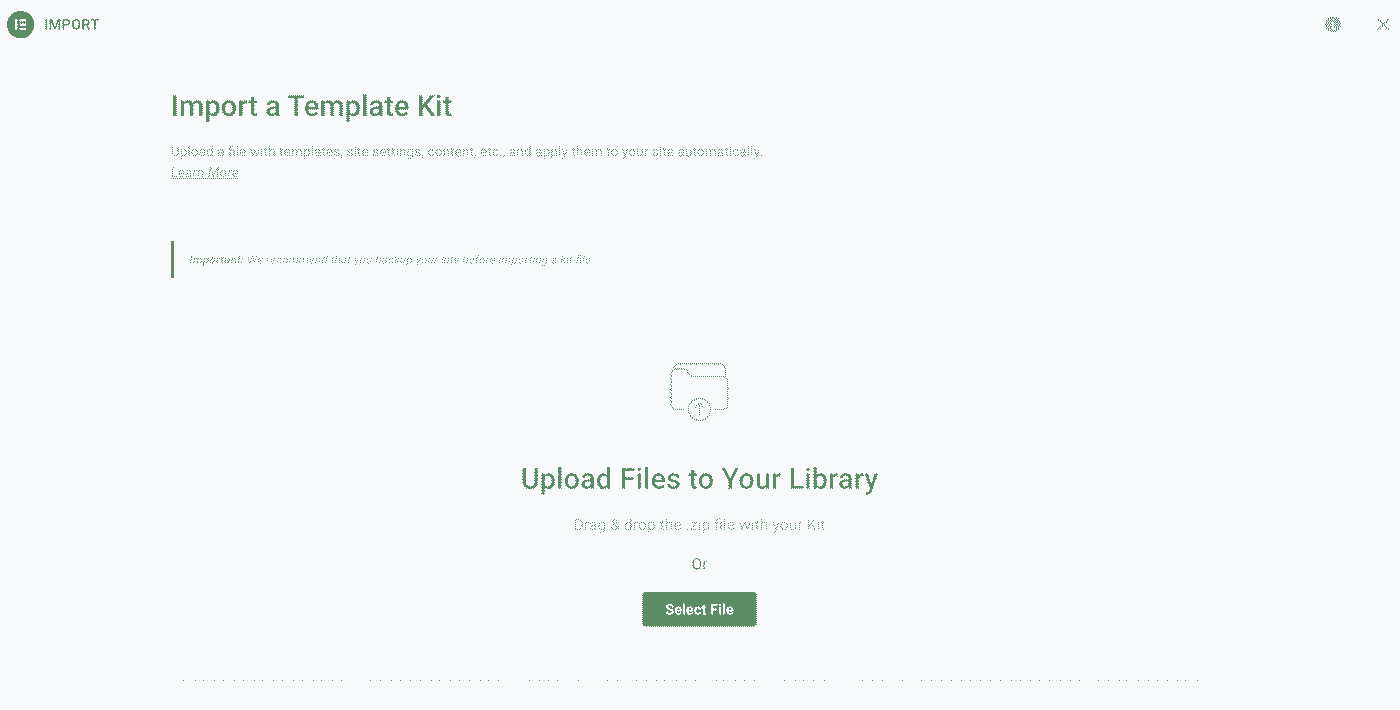 IMPORT
Import a Template Kit
Upload a file with templates, site settings, content, etc., and apply them to your site automatically.
Learn More
Important: We recommend that you backup your site before importing a kit file.
Upload Files to Your Library
Drag & drop the .zip file with your Kit
Or
Select File